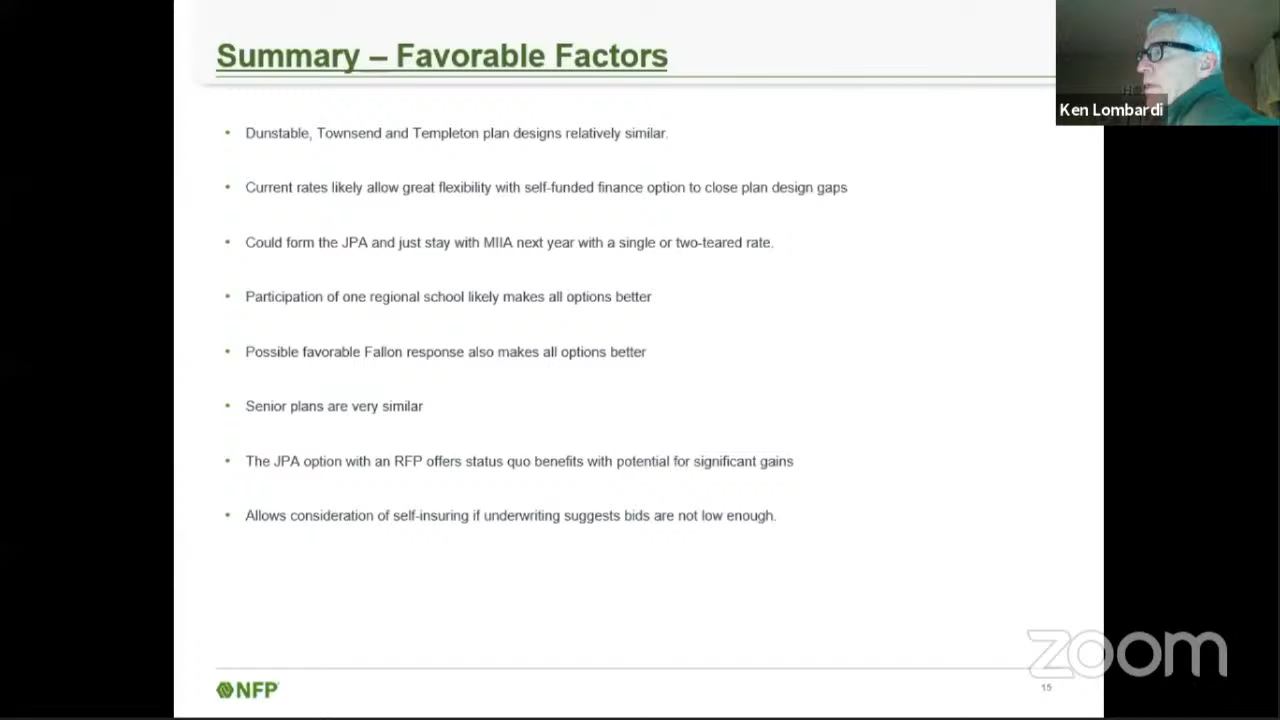 Summary – Favorable Factors
Ken Lombardi
• Dunstable, Townsend and Templeton plan designs relatively similar.
• Current rates likely allow great flexibility with self-funded finance option to close plan design gaps
• Could form the JPA and just stay with MIIA next year with a single or two-teared rate.
• Participation of one regional school likely makes all options better
• Possible favorable Fallon response also makes all options better
• Senior plans are very similar
• The JPA option with an RFP offers status quo benefits with potential for significant gains
• Allows consideration of self-insuring if underwriting suggests bids are not low enough.
zoom
NFP
15